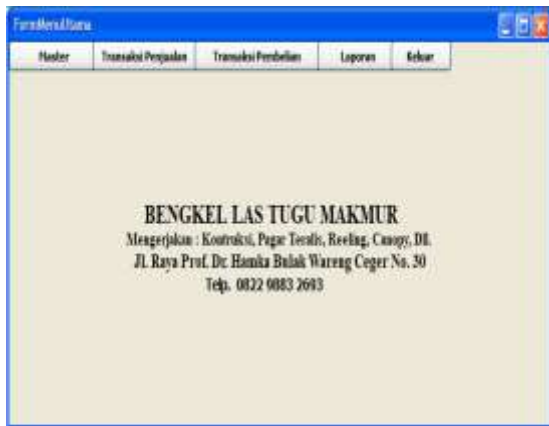 FormMenuUtama
Master Transaksi Penjualan Transaksi Pembelian Laporan Keluar
BENGKEL LAS TUGU MAKMUR
Mengerjakan : Kontruksi, Pagar Teralis, Reeling, Canopy, Dll.
Jl. Raya Prof. Dr. Hamka Bulak Wareng Ceger No. 30
Telp. 0822 9883 2693